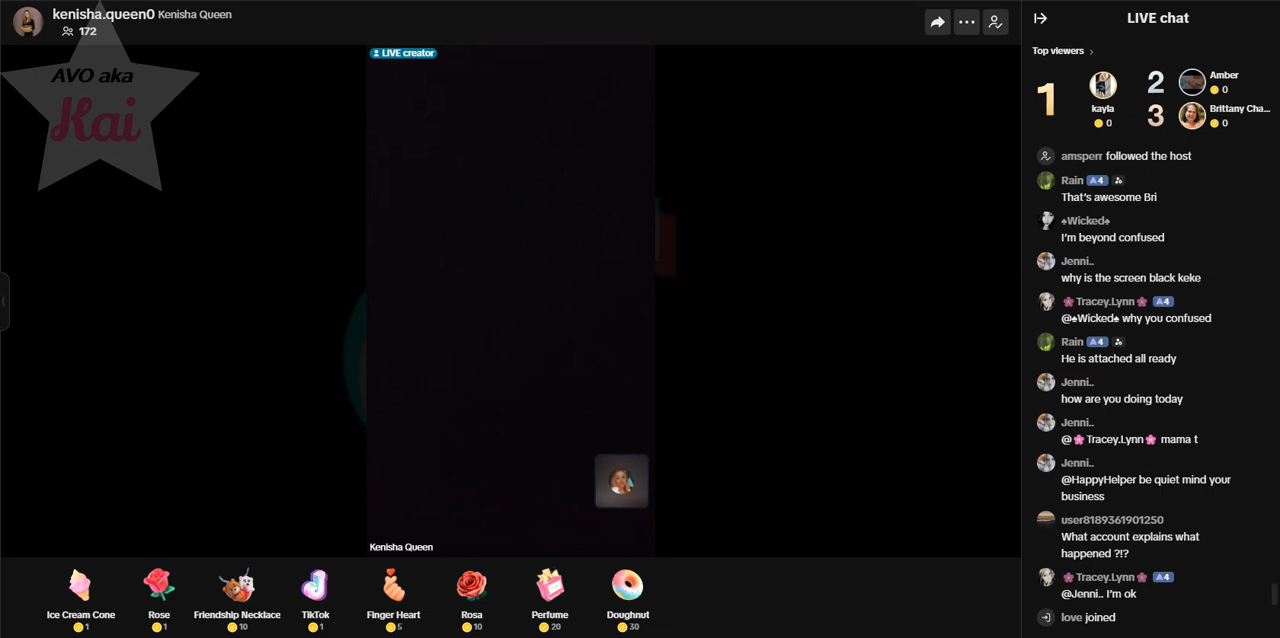 kenisha.queen0 Kenisha Queen
172
AVO aka
Kai
LIVE creator
Kenisha Queen
Ice Cream Cone
1
Rose
1
Friendship Necklace
10
TikTok
1
Finger Heart
5
Rosa
10
Perfume
20
Doughnut
30
LIVE chat
Top viewers
1
kayla
0
2
Amber
0
3
Brittany Cha...
0
amsperr followed the host
Rain 4
That's awesome Bri
♠Wicked♠
I'm beyond confused
Jenni..
why is the screen black keke
🌸Tracey.Lynn🌸 4
@♠Wicked♠ why you confused
Rain 4
He is attached all ready
Jenni..
how are you doing today
Jenni..
@🌸Tracey.Lynn🌸 mama t
Jenni..
@HappyHelper be quiet mind your
business
user8189361901250
What account explains what
happened ?!?
🌸Tracey.Lynn🌸 4
@Jenni.. I'm ok
love joined